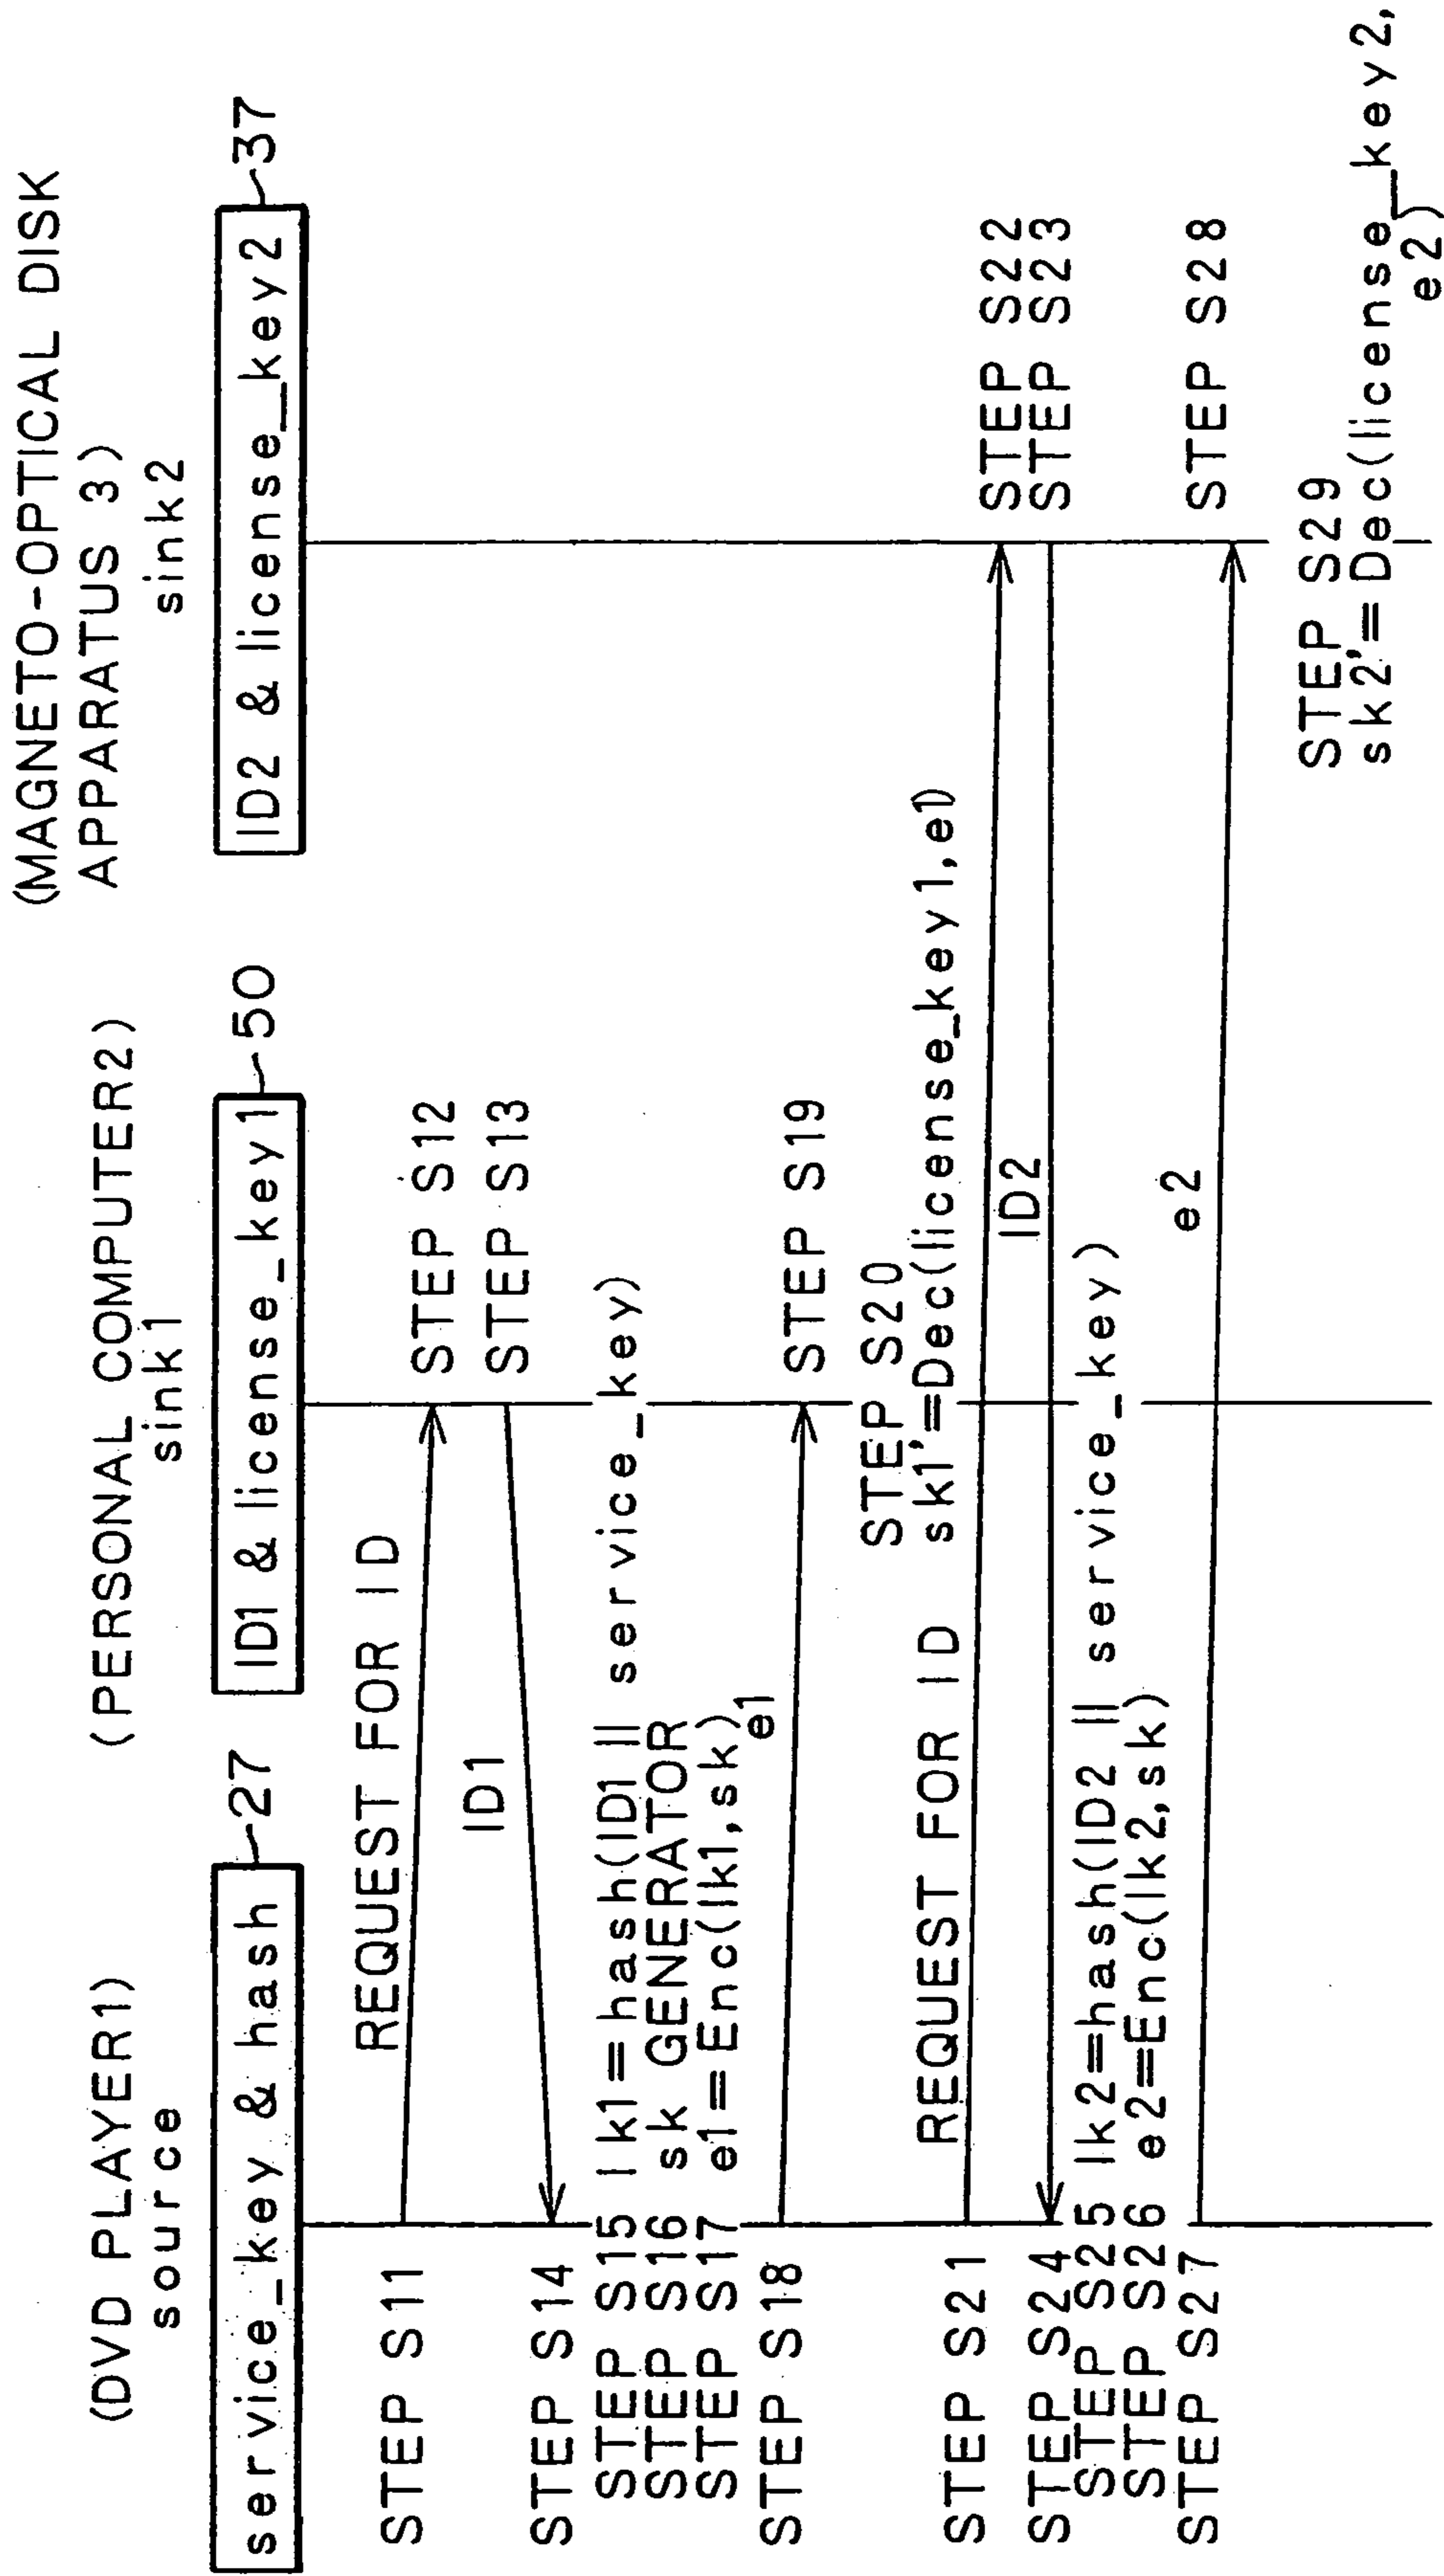 (DVD PLAYER1)
source
service_key & hash
27
(PERSONAL COMPUTER2)
sink1
ID1 & license_key1
50
(MAGNETO-OPTICAL DISK
APPARATUS 3)
sink2
ID2 & license_key2
37
STEP S11
REQUEST FOR ID
STEP S12
ID1
STEP S13
STEP S14
STEP S15 lk1=hash(ID1 || service_key)
STEP S16 sk GENERATOR
STEP S17 e1=Enc(lk1,sk)
e1
STEP S18
STEP S19
STEP S20
sk1'=Dec(license_key1,e1)
STEP S21
REQUEST FOR ID
STEP S22
ID2
STEP S23
STEP S24
STEP S25 lk2=hash(ID2 || service_key)
STEP S26 e2=Enc(lk2,sk)
e2
STEP S27
STEP S28
STEP S29
sk2'=Dec(license_key2,
e2)